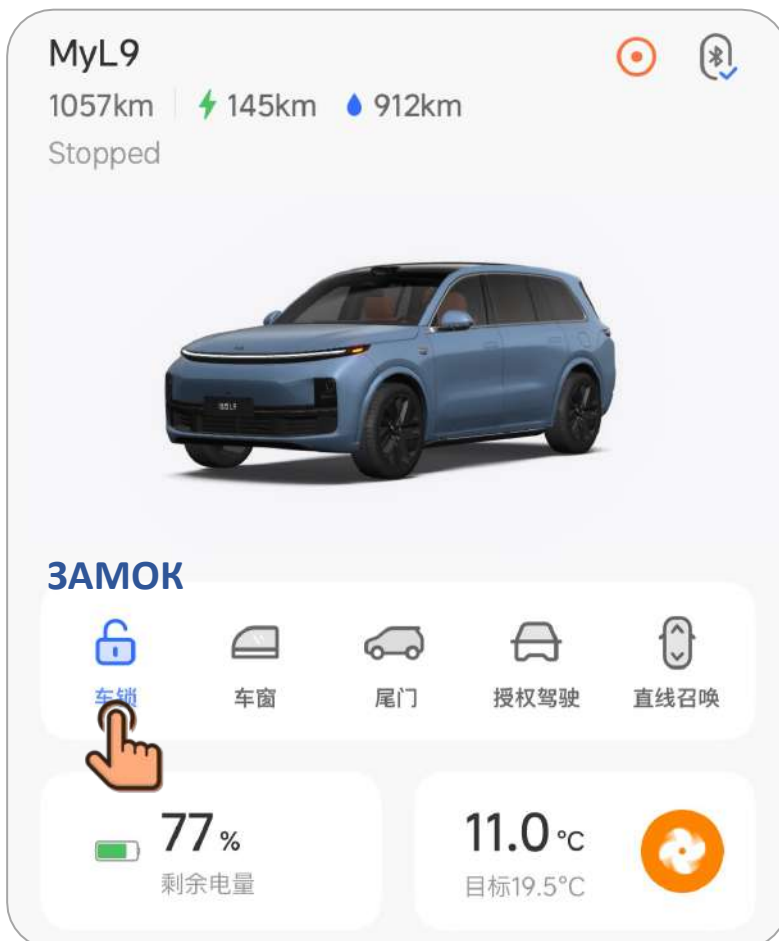 MyL9
1057km 145km 912km
Stopped
ЗАМОК
车锁 车窗 尾门 授权驾驶 直线召唤
77% 11.0°C
剩余电量 目标19.5°C